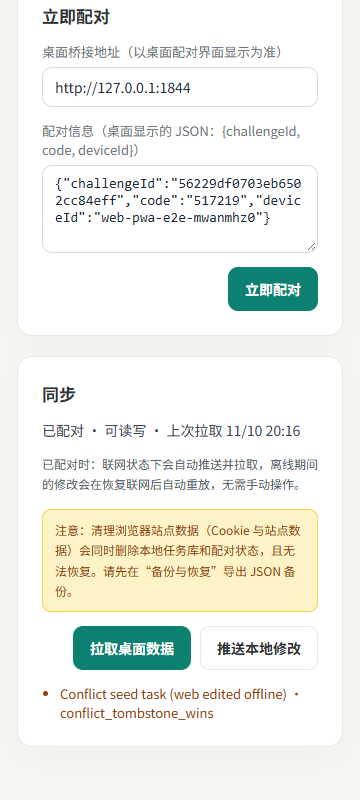 立即配对
桌面桥接地址（以桌面配对界面显示为准）
http://127.0.0.1:1844
配对信息（桌面显示的 JSON：{challengeId,
code, deviceId}）
{"challengeId":"56229df0703eb650
2cc84eff","code":"517219","devic
eId":"web-pwa-e2e-mwanmhz0"}
立即配对
同步
已配对 · 可读写 · 上次拉取 11/10 20:16
已配对时：联网状态下会自动推送并拉取，离线期间
的修改会在恢复联网后自动重放，无需手动操作。
注意：清理浏览器站点数据（Cookie 与站点数
据）会同时删除本地任务库和配对状态，且无
法恢复。请先在“备份与恢复”导出 JSON 备
份。
拉取桌面数据
推送本地修改
• Conflict seed task (web edited offline) ·
conflict_tombstone_wins